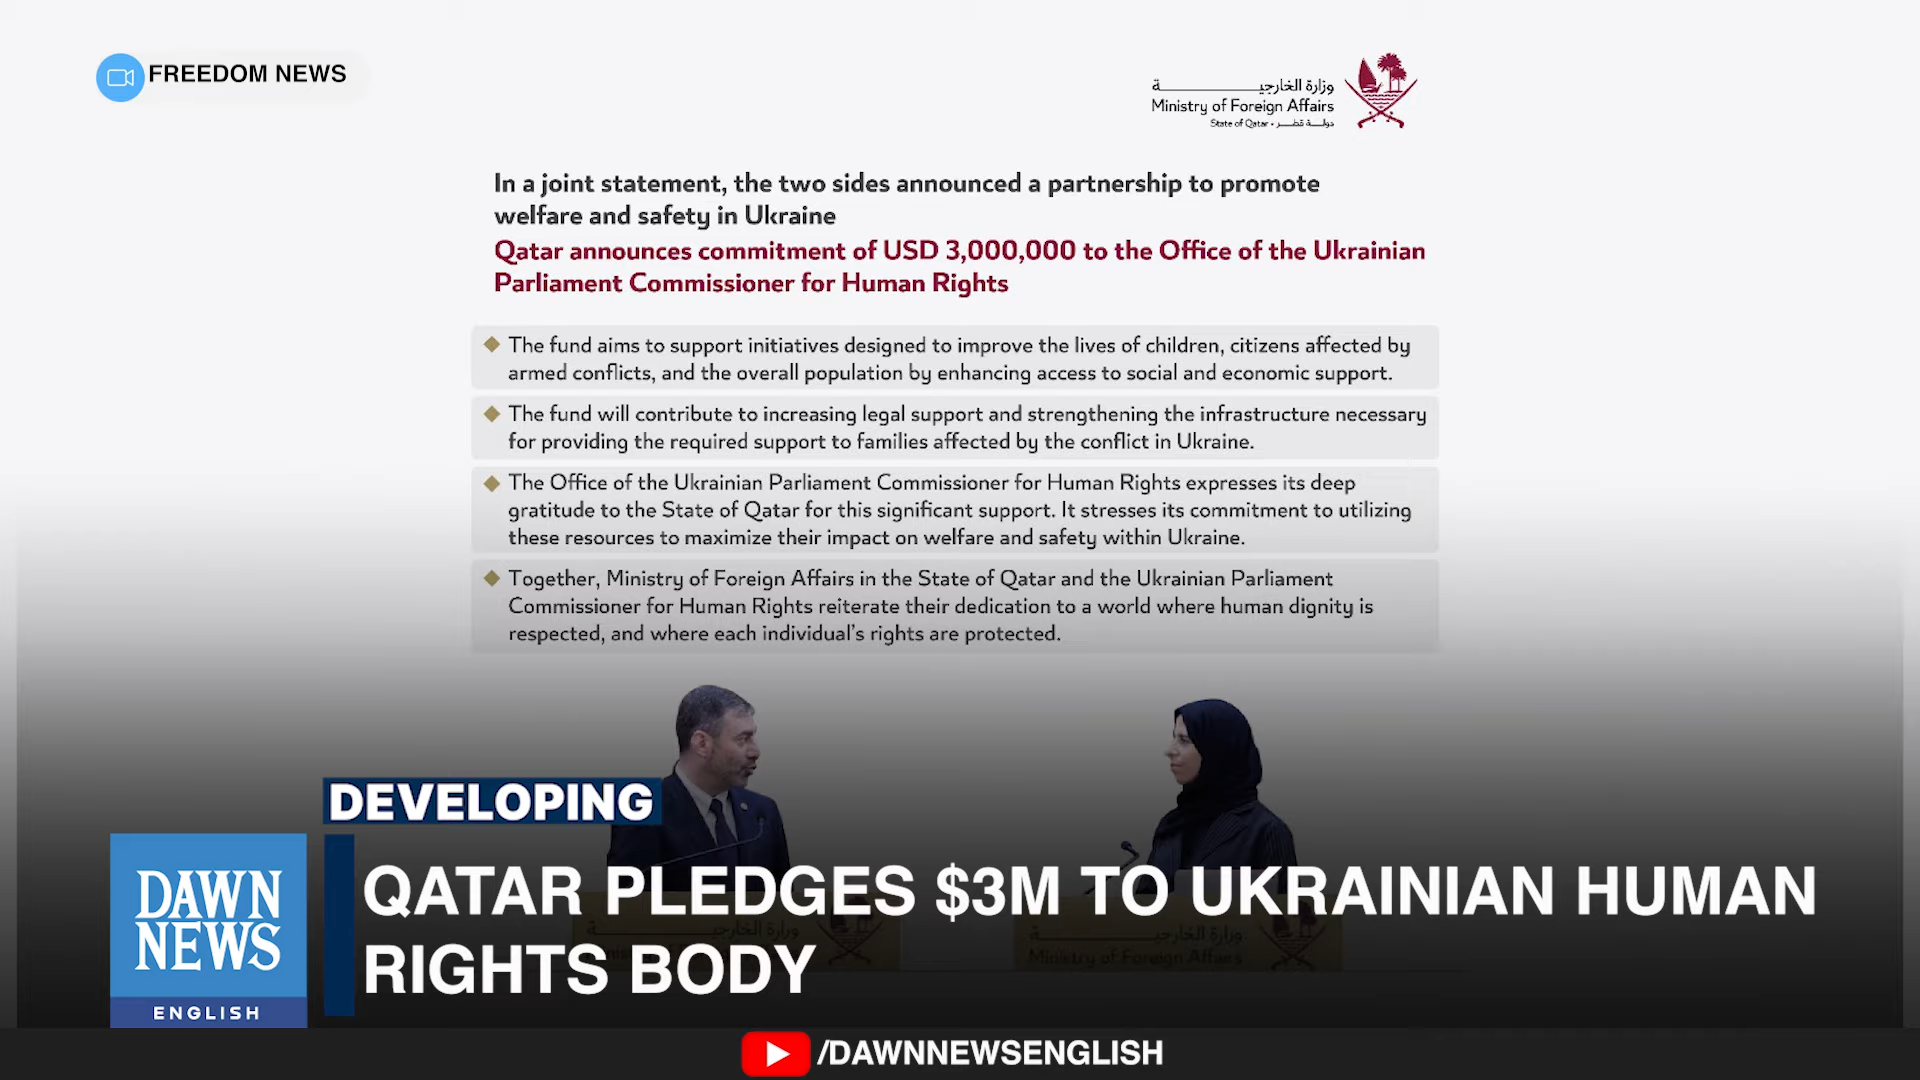 FREEDOM NEWS
وزارة الخارجيـــة
Ministry of Foreign Affairs
State of Qatar • دولـة قطـر
In a joint statement, the two sides announced a partnership to promote
welfare and safety in Ukraine
Qatar announces commitment of USD 3,000,000 to the Office of the Ukrainian
Parliament Commissioner for Human Rights
The fund aims to support initiatives designed to improve the lives of children, citizens affected by
armed conflicts, and the overall population by enhancing access to social and economic support.
The fund will contribute to increasing legal support and strengthening the infrastructure necessary
for providing the required support to families affected by the conflict in Ukraine.
The Office of the Ukrainian Parliament Commissioner for Human Rights expresses its deep
gratitude to the State of Qatar for this significant support. It stresses its commitment to utilizing
these resources to maximize their impact on welfare and safety within Ukraine.
Together, Ministry of Foreign Affairs in the State of Qatar and the Ukrainian Parliament
Commissioner for Human Rights reiterate their dedication to a world where human dignity is
respected, and where each individual's rights are protected.
DEVELOPING
QATAR PLEDGES $3M TO UKRAINIAN HUMAN
RIGHTS BODY
DAWN
NEWS
ENGLISH
وزارة الخارجيـــة
Ministry of Foreign Affairs
/DAWNNEWSENGLISH